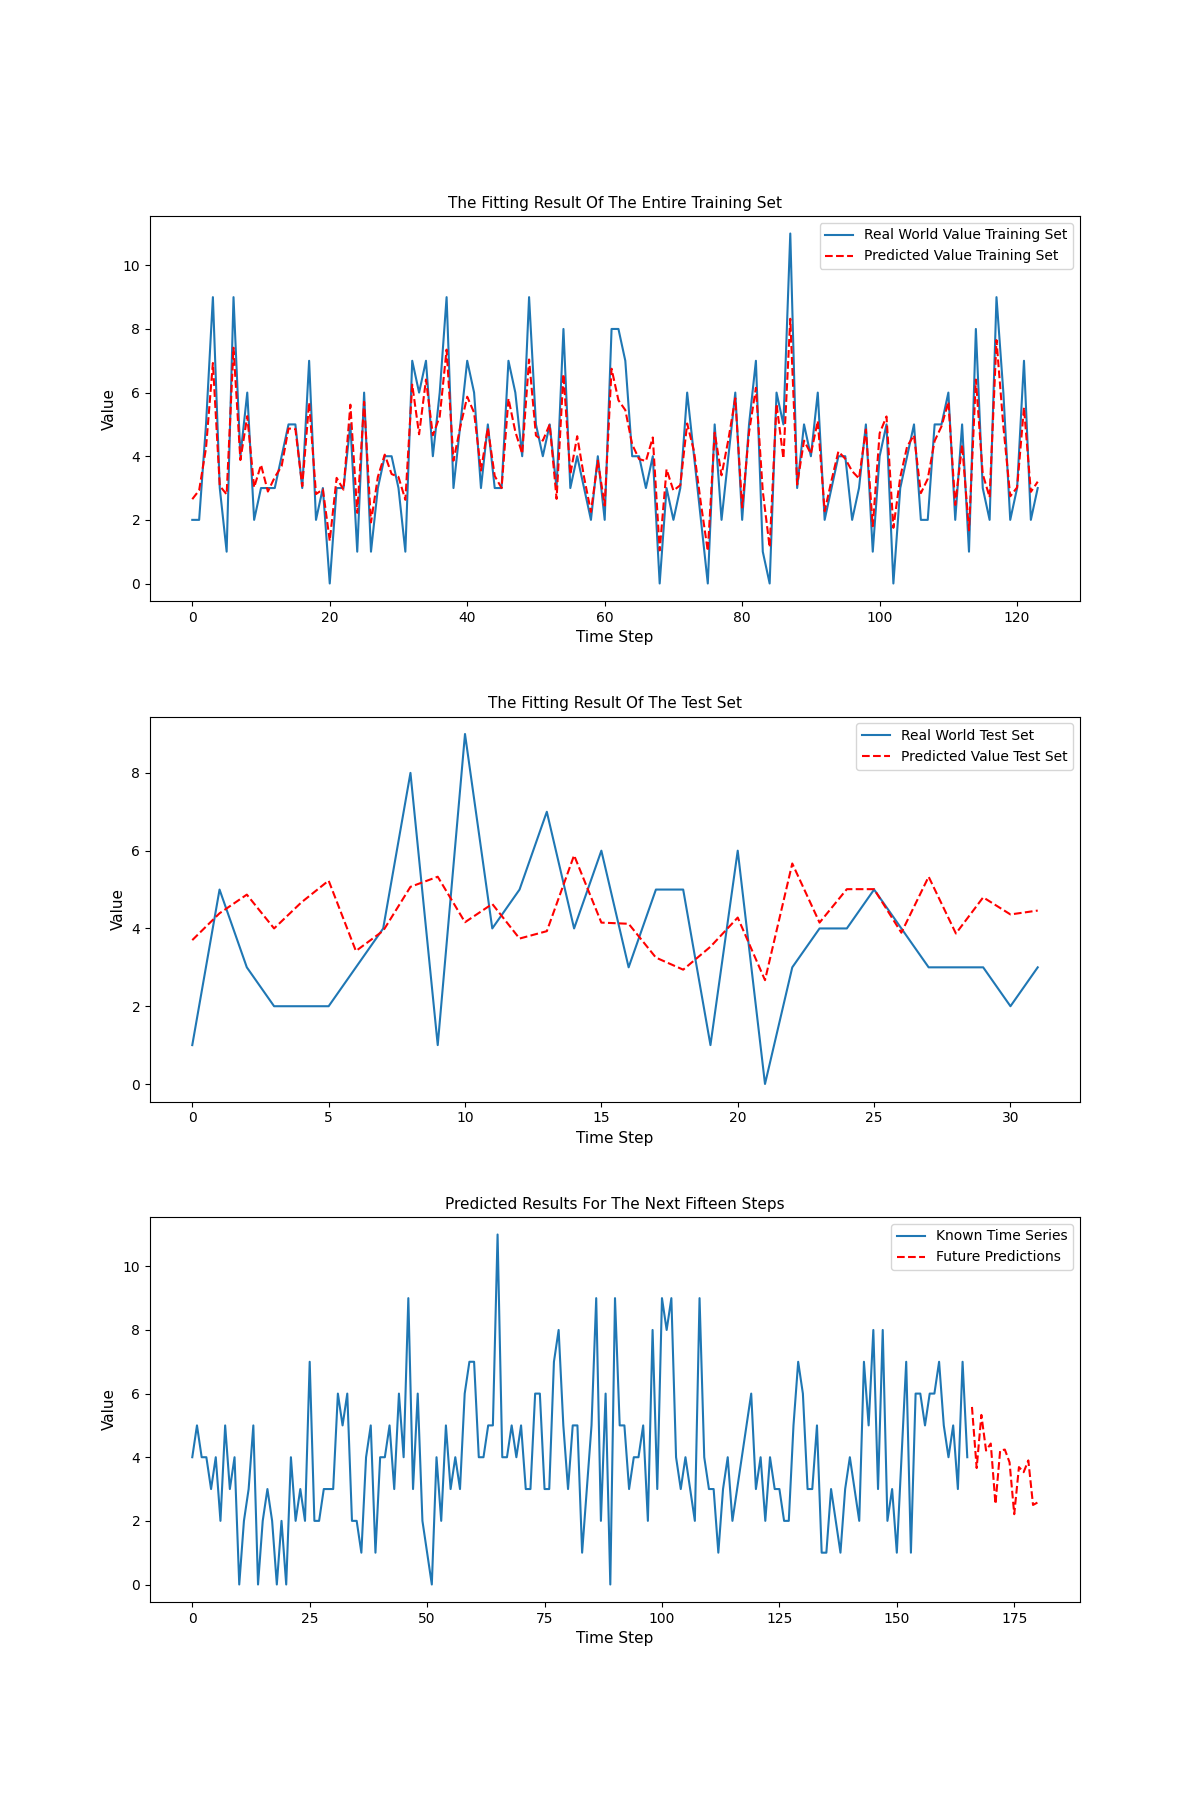 The Fitting Result Of The Entire Training Set
Real World Value Training Set
Predicted Value Training Set
Value
10
8
6
4
2
0
0 20 40 60 80 100 120
Time Step
The Fitting Result Of The Test Set
Real World Test Set
Predicted Value Test Set
Value
8
6
4
2
0
0 5 10 15 20 25 30
Time Step
Predicted Results For The Next Fifteen Steps
Known Time Series
Future Predictions
Value
10
8
6
4
2
0
0 25 50 75 100 125 150 175
Time Step